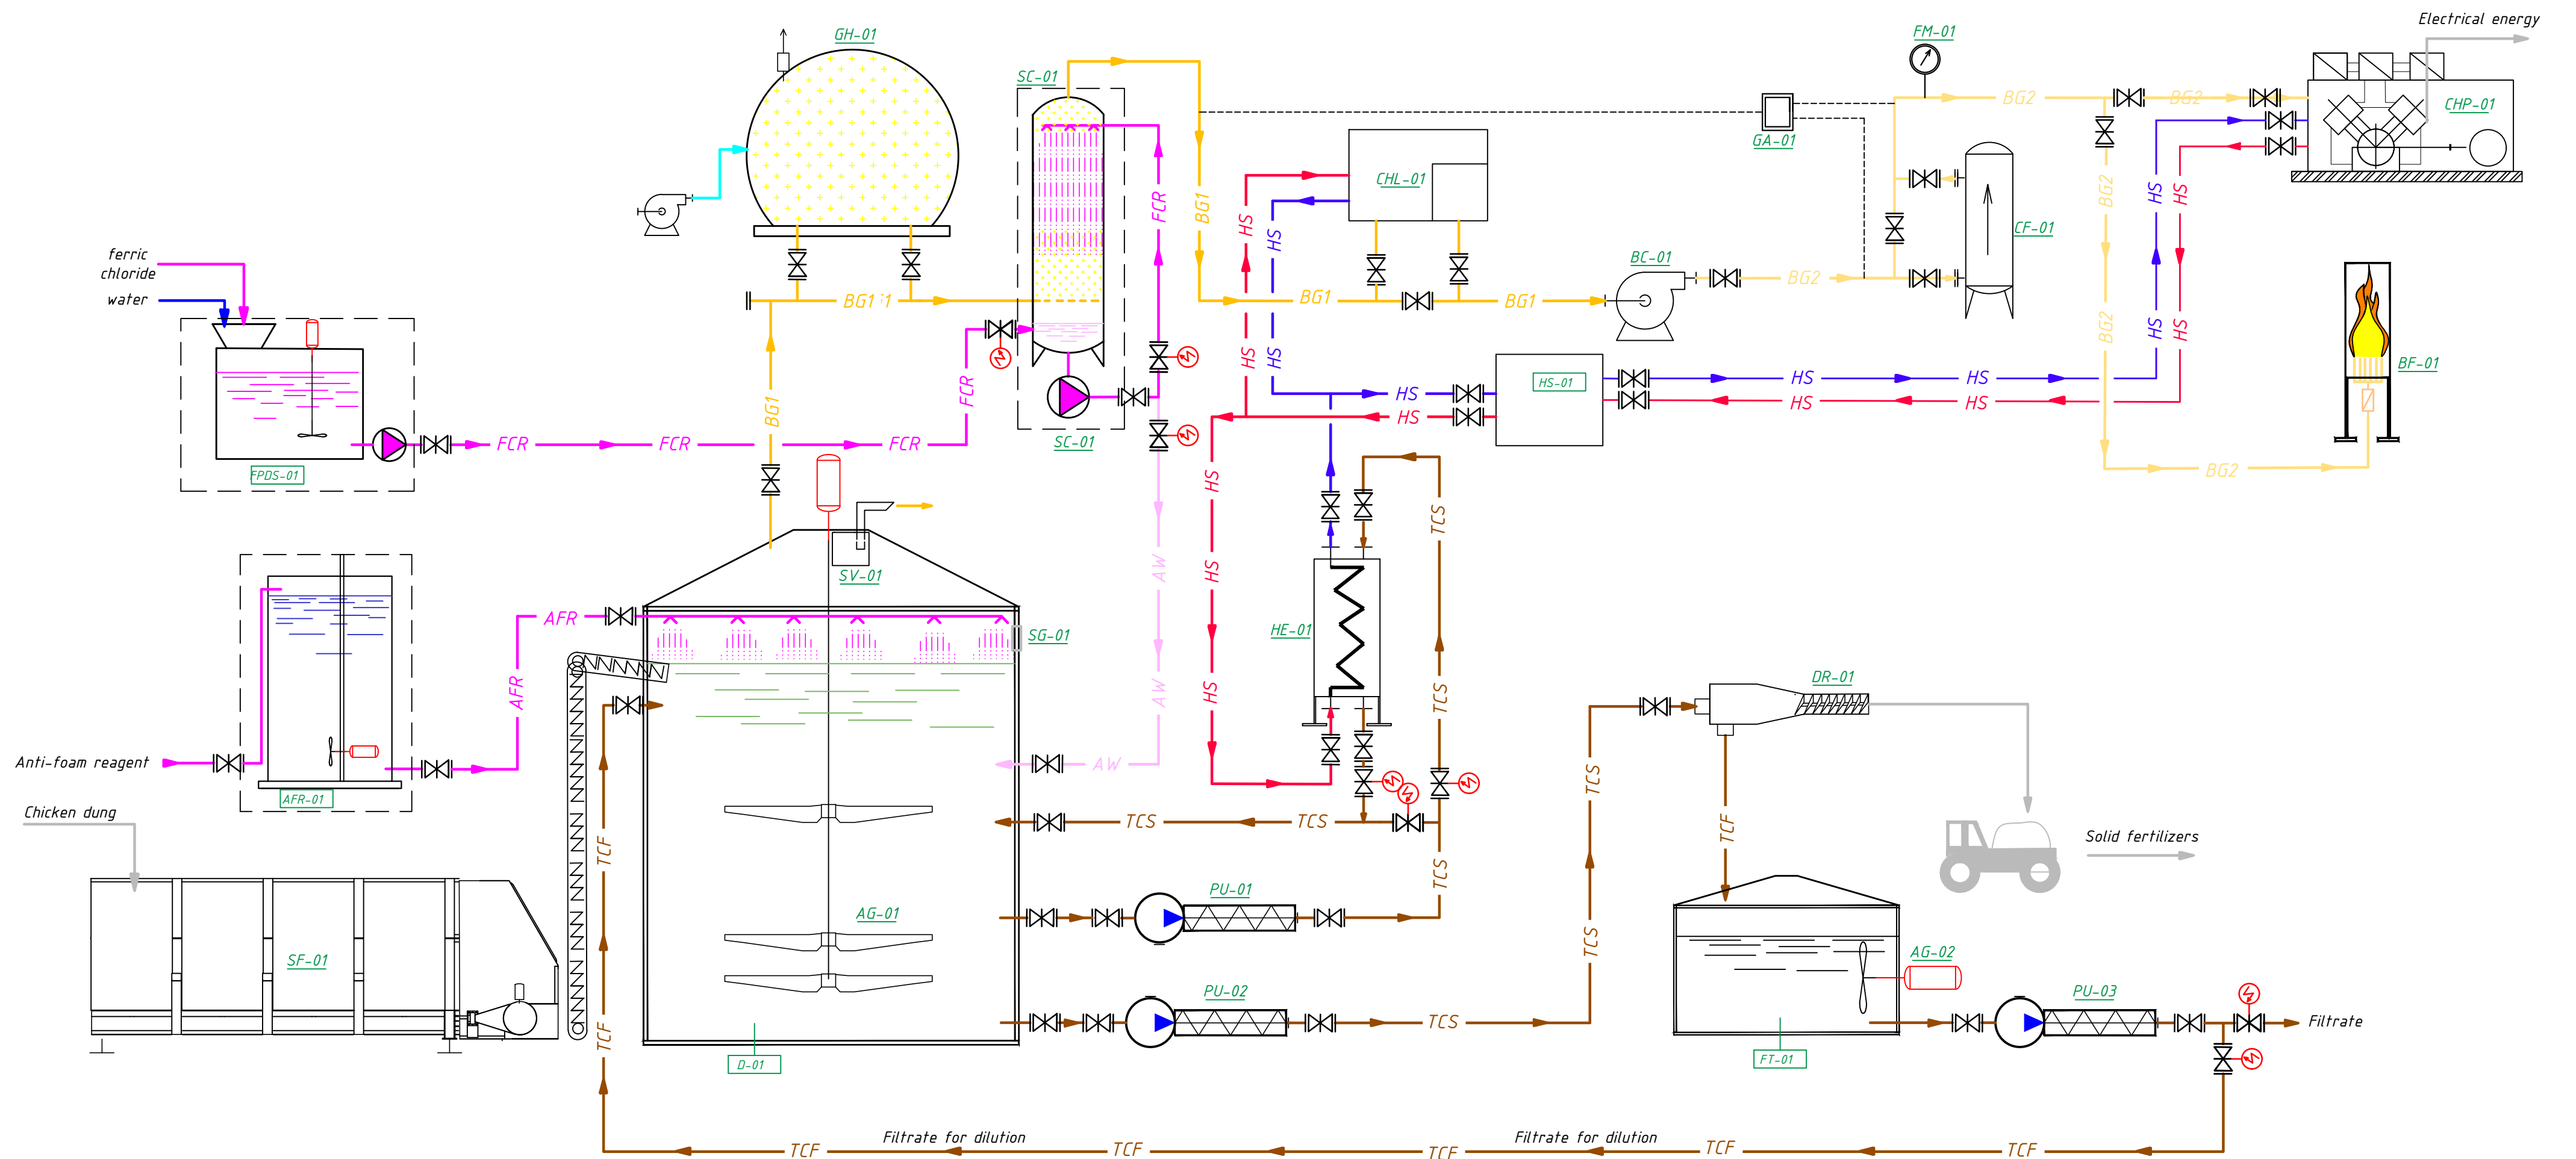 Electrical energy
GH-01
FM-01
SC-01
BG2
BG2
CHP-01
GA-01
CHL-01
FCR
BG1
HS
HS
BG2
HS
HS
CF-01
ferric
chloride
water
BC-01
BG2
BG1
BG1
BG1
HS
HS
BG2
HS
HS
BF-01
HS-01
HS
HS
HS
FCR
HS
HS
HS
BG1
SC-01
FCR
FCR
FCR
FPDS-01
BG2
HS
TCS
SV-01
AW
HS
AFR
SG-01
HE-01
AFR
AW
HS
TCS
DR-01
Anti-foam reagent
AW
TCS
AFR-01
Chicken dung
TCS
TCS
TCF
Solid fertilizers
TCF
TCS
PU-01
AG-01
SF-01
TCS
AG-02
PU-02
PU-03
TCS
Filtrate
TCF
D-01
FT-01
Filtrate for dilution
Filtrate for dilution
TCF
TCF
TCF
TCF
TCF